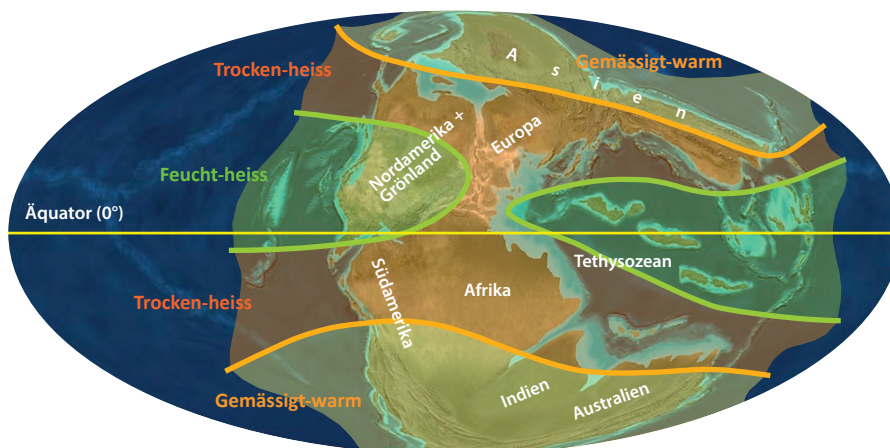 Trocken-heiss
Gemässigt-warm
Asien
Nordamerika +
Grönland
Europa
Feucht-heiss
Äquator (0°)
Tethysozean
Südamerika
Afrika
Trocken-heiss
Gemässigt-warm
Indien
Australien